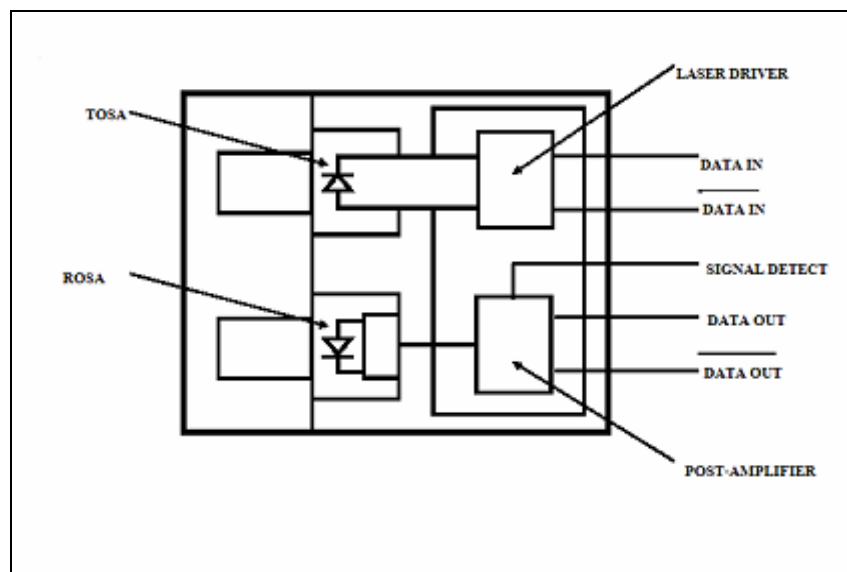 LASER DRIVER
TOSA
DATA IN
DATA IN
SIGNAL DETECT
ROSA
DATA OUT
DATA OUT
POST-AMPLIFIER